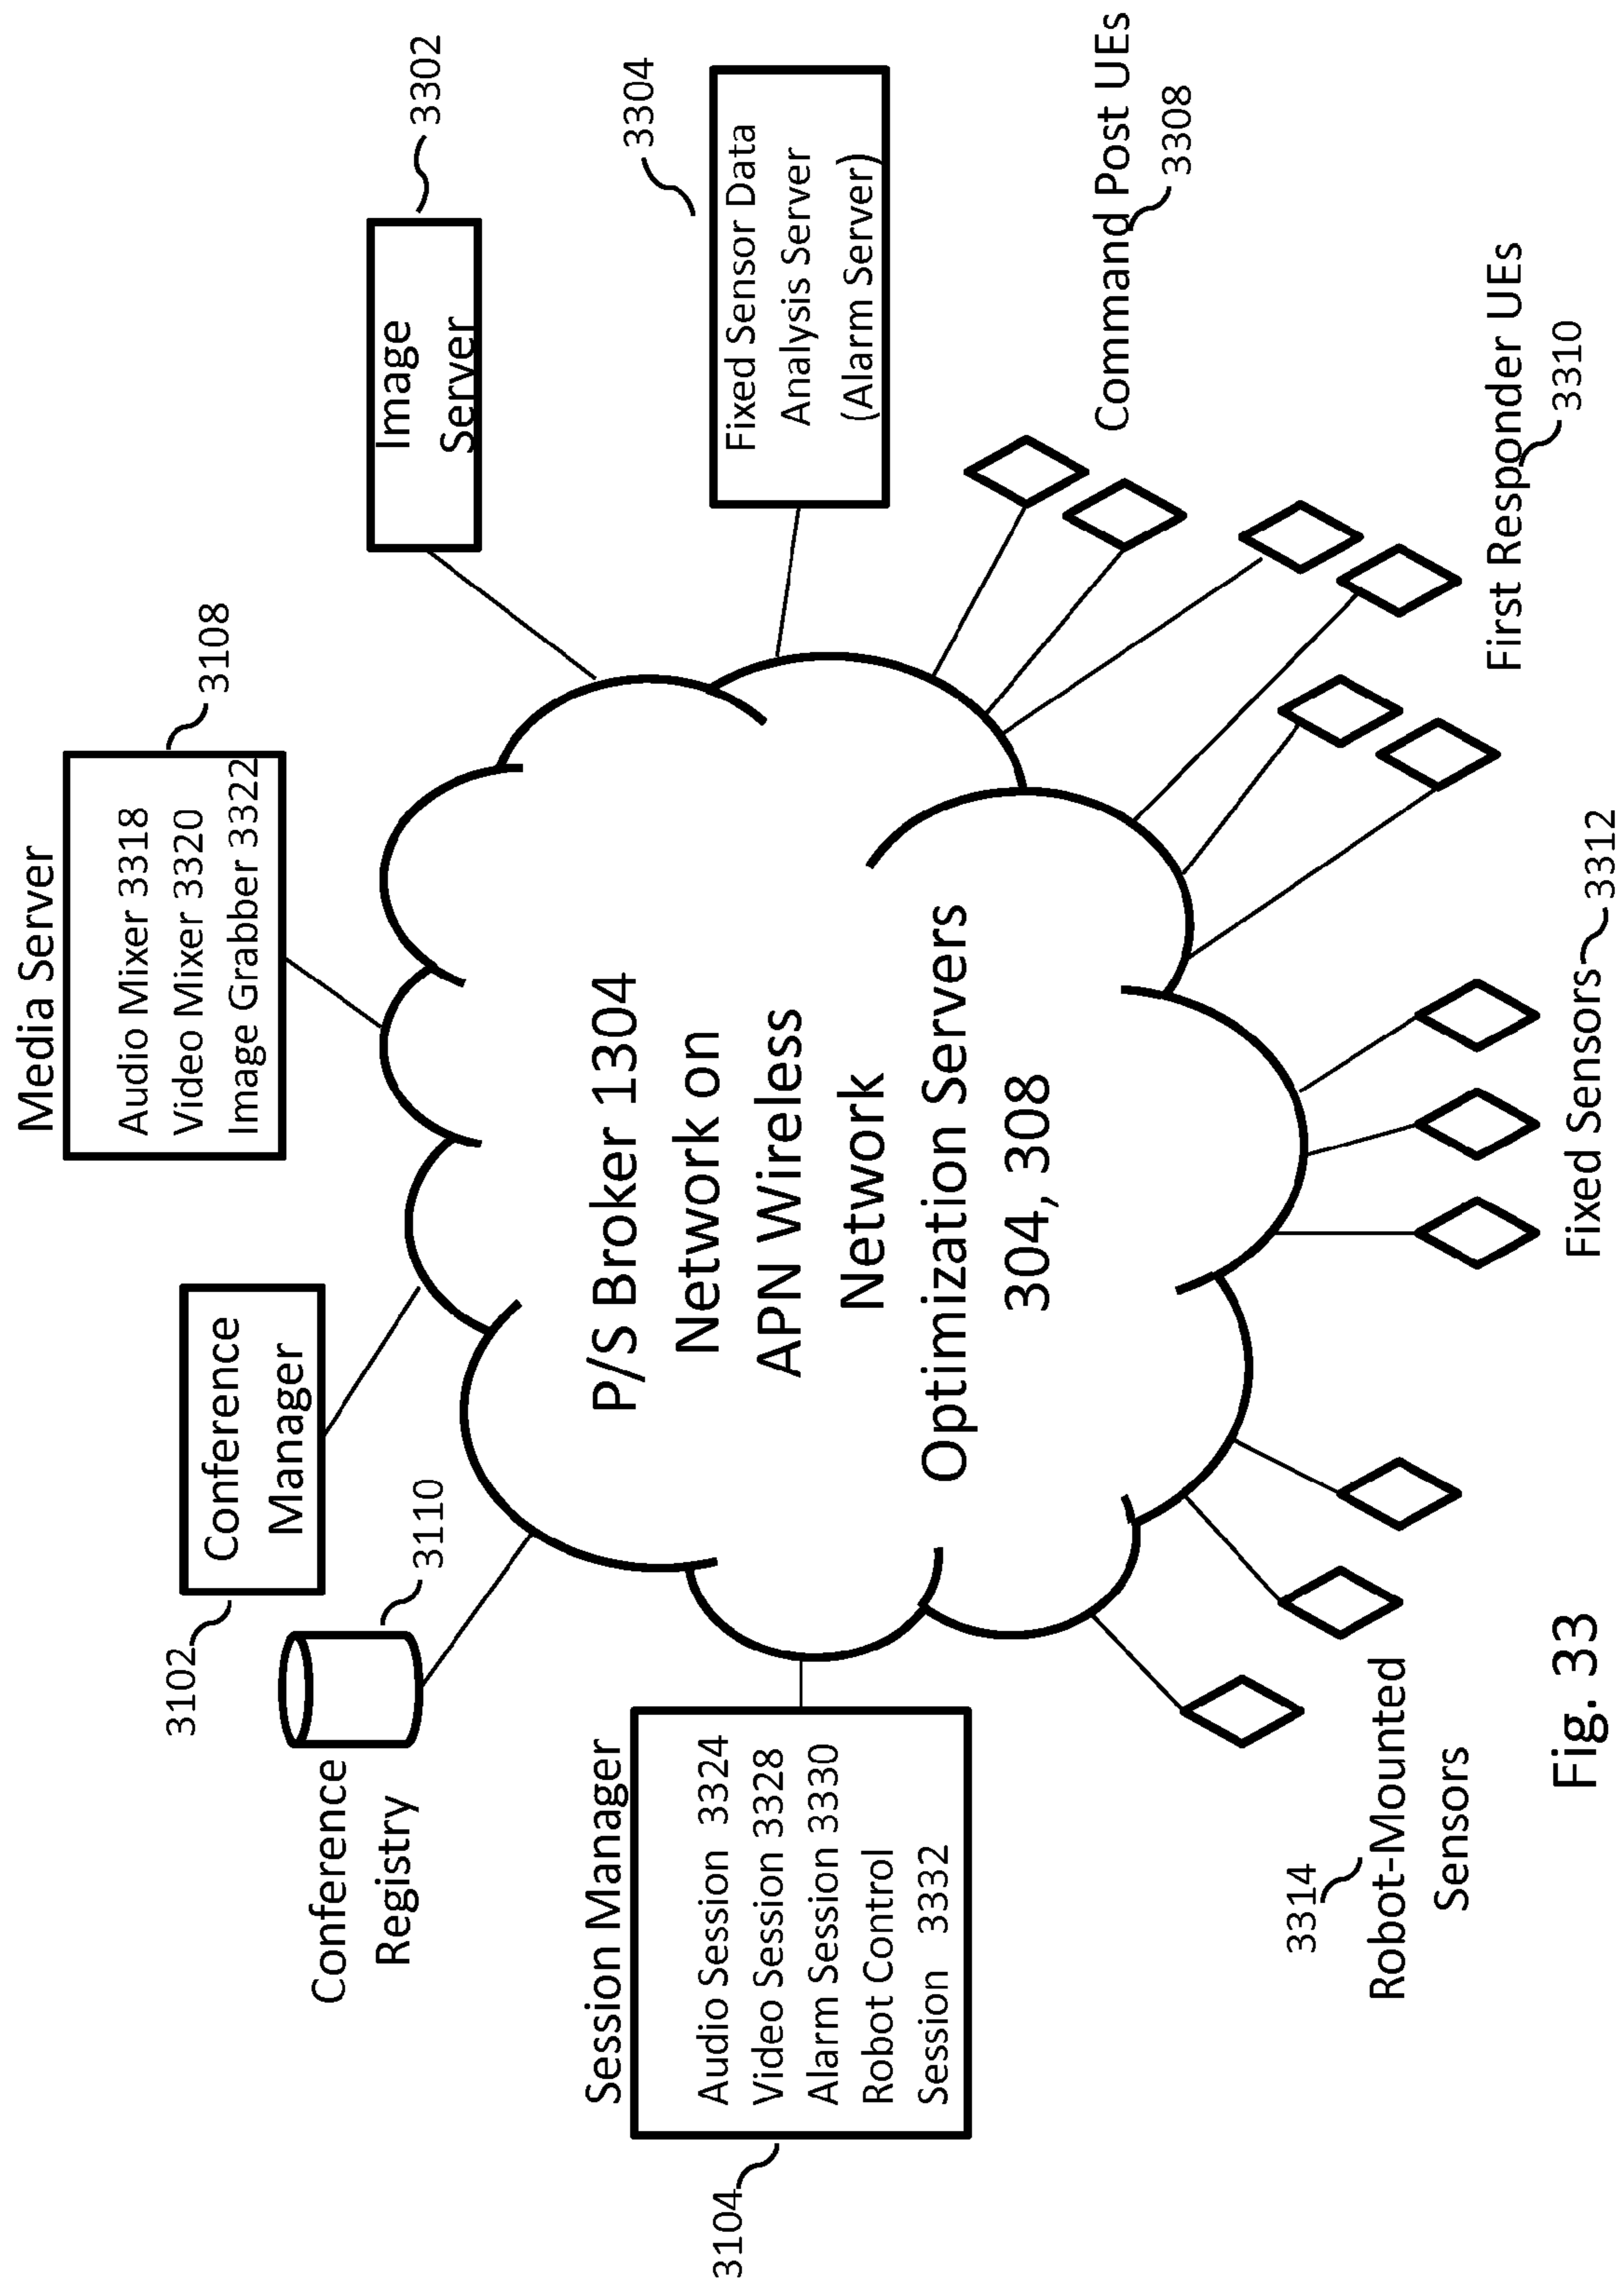 Media Server
3108
Audio Mixer 3318
Video Mixer 3320
Image Grabber 3322
3302
Image
Server
3102
Conference
Manager
3110
Conference
Registry
3304
Fixed Sensor Data
Analysis Server
(Alarm Server)
P/S Broker 1304
Network on
APN Wireless
Network
Optimization Servers
304, 308
Session Manager
Audio Session 3324
Video Session 3328
Alarm Session 3330
Robot Control
Session 3332
3104
Command Post UEs
3308
First Responder UEs
3310
Fixed Sensors
3312
3314
Robot-Mounted
Sensors
Fig. 33